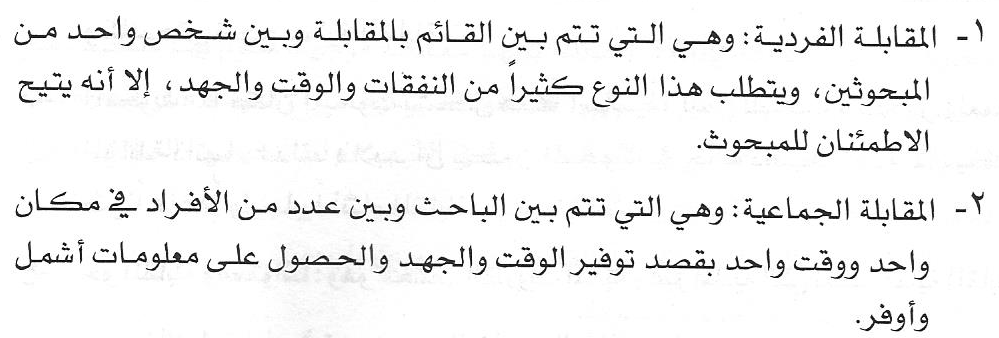 ١- المقابلة الفردية: وهي التي تتم بين القائم بالمقابلة وبين شخص واحد من
المبحوثين، ويتطلب هذا النوع كثيراً من النفقات والوقت والجهد، إلا أنه يتيح
الاطمئنان للمبحوث.
٢- المقابلة الجماعية: وهي التي تتم بين الباحث وبين عدد من الأفراد في مكان
واحد ووقت واحد بقصد توفير الوقت والجهد والحصول على معلومات أشمل
وأوفر.